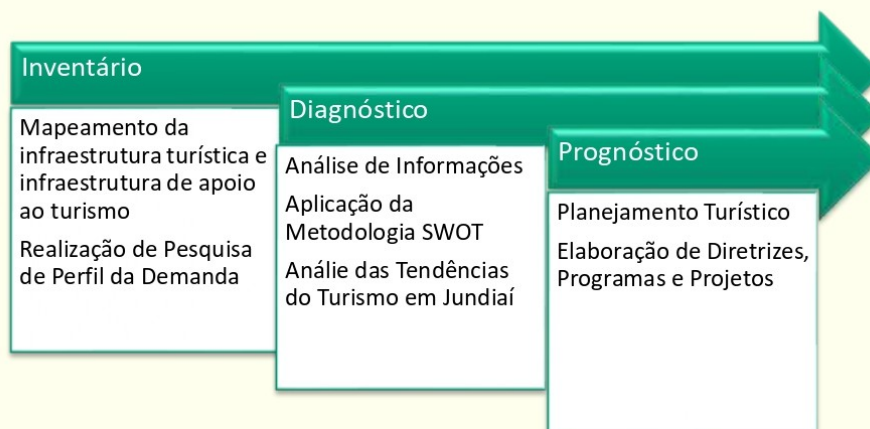 Inventário
Mapeamento da
infraestrutura turística e
infraestrutura de apoio
ao turismo
Realização de Pesquisa
de Perfil da Demanda
Diagnóstico
Análise de Informações
Aplicação da
Metodologia SWOT
Análie das Tendências
do Turismo em Jundiaí
Prognóstico
Planejamento Turístico
Elaboração de Diretrizes,
Programas e Projetos